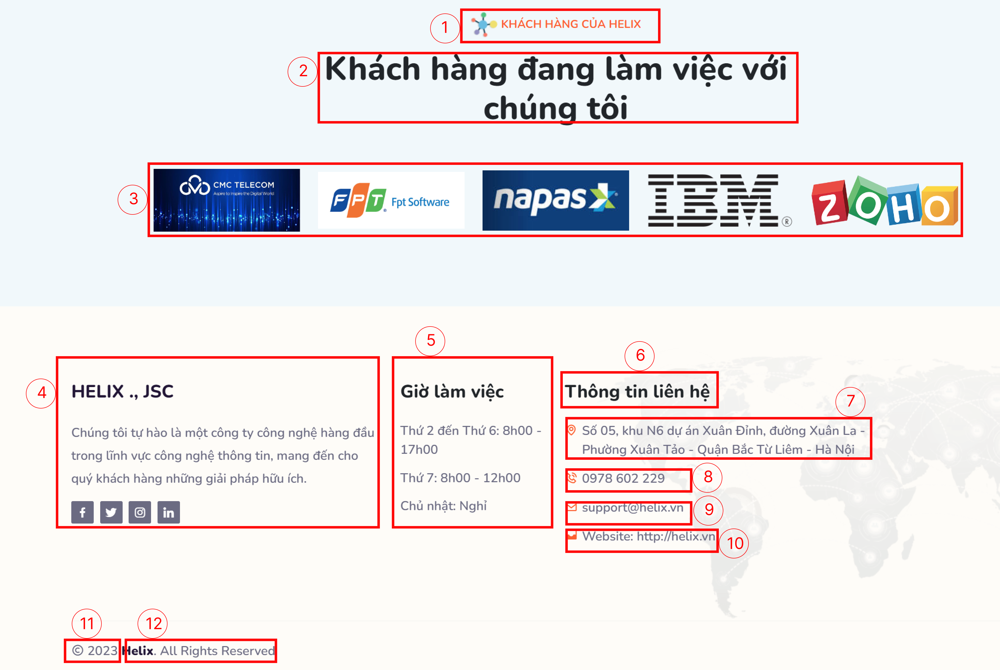 1
KHÁCH HÀNG CỦA HELIX
2
Khách hàng đang làm việc với
chúng tôi
3
CMC TELECOM
Aspire to Inspire the Digital World
FPT ® Fpt Software
napas ®
IBM ®
ZOHO
4
HELIX ., JSC
Chúng tôi tự hào là một công ty công nghệ hàng đầu
trong lĩnh vực công nghệ thông tin, mang đến cho
quý khách hàng những giải pháp hữu ích.
f
in
5
Giờ làm việc
Thứ 2 đến Thứ 6: 8h00 -
17h00
Thứ 7: 8h00 - 12h00
Chủ nhật: Nghỉ
6
Thông tin liên hệ
7
Số 05, khu N6 dự án Xuân Đỉnh, đường Xuân La -
Phường Xuân Tảo - Quận Bắc Từ Liêm - Hà Nội
0978 602 229
8
support@helix.vn
9
Website: http://helix.vn
10
11
12
© 2023 Helix. All Rights Reserved